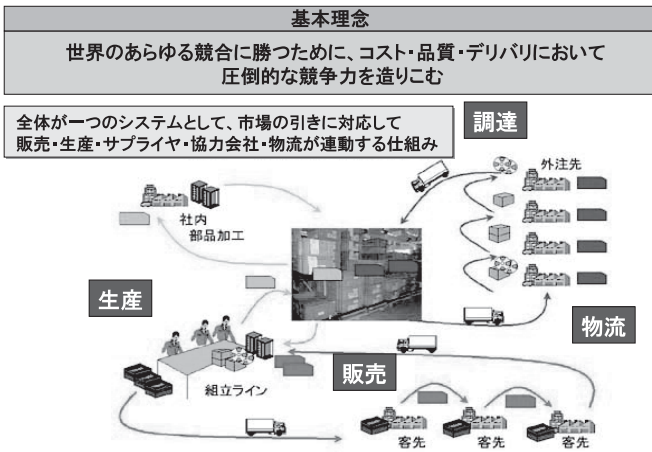 基本理念
世界のあらゆる競合に勝つために、コスト・品質・デリバリにおいて
圧倒的な競争力を造りこむ
全体が一つのシステムとして、市場の引きに対応して
販売・生産・サプライヤ・協力会社・物流が連動する仕組み
調達
外注先
社内
部品加工
生産
物流
組立ライン
販売
客先
客先
客先